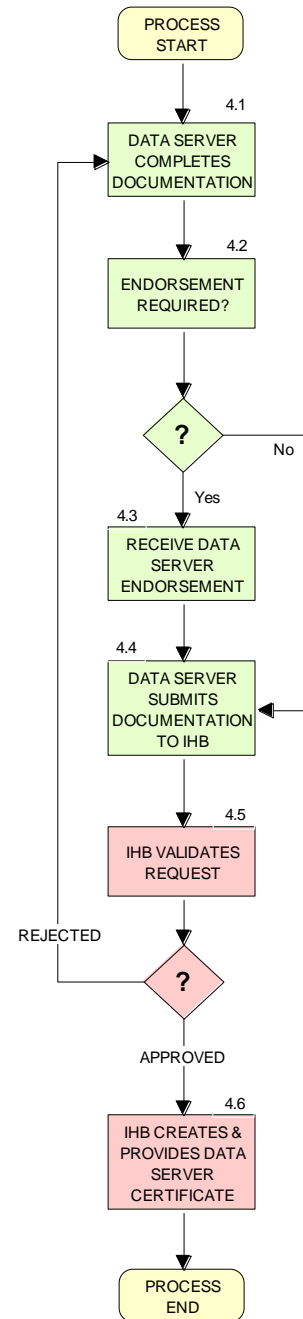 PROCESS
START
4.1
DATA SERVER
COMPLETES
DOCUMENTATION
4.2
ENDORSEMENT
REQUIRED?
?
No
Yes
4.3
RECEIVE DATA
SERVER
ENDORSEMENT
4.4
DATA SERVER
SUBMITS
DOCUMENTATION
TO IHB
4.5
IHB VALIDATES
REQUEST
REJECTED
?
APPROVED
4.6
IHB CREATES &
PROVIDES DATA
SERVER
CERTIFICATE
PROCESS
END